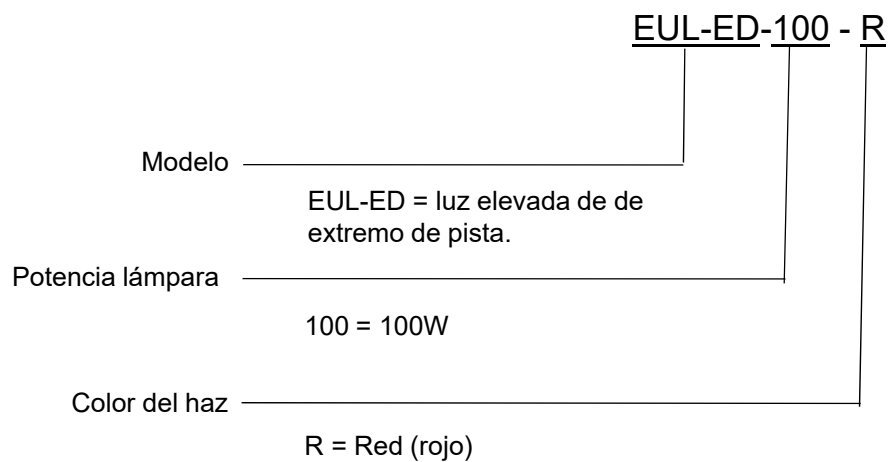 EUL-ED-100 - R
Modelo
EUL-ED = luz elevada de de
extremo de pista.
Potencia lámpara
100 = 100W
Color del haz
R = Red (rojo)